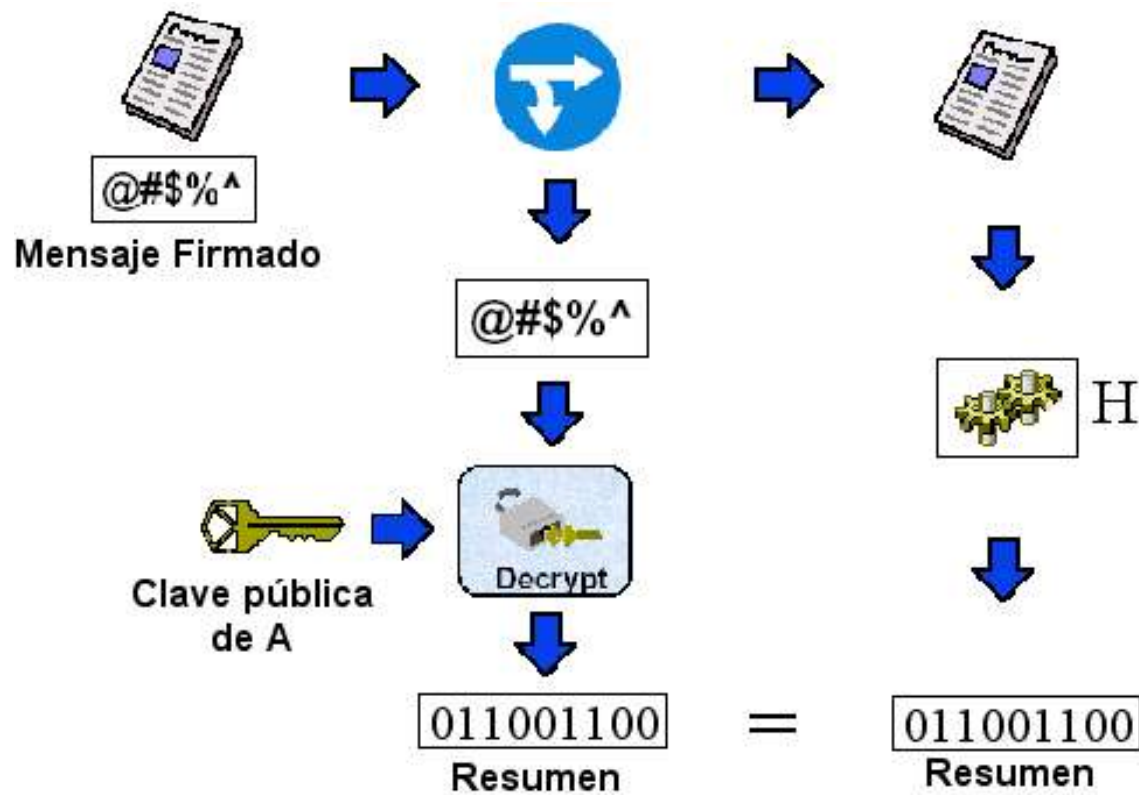 @#$%^
Mensaje Firmado
@#$%^
H
Decrypt
Clave pública
de A
011001100 = 011001100
Resumen Resumen